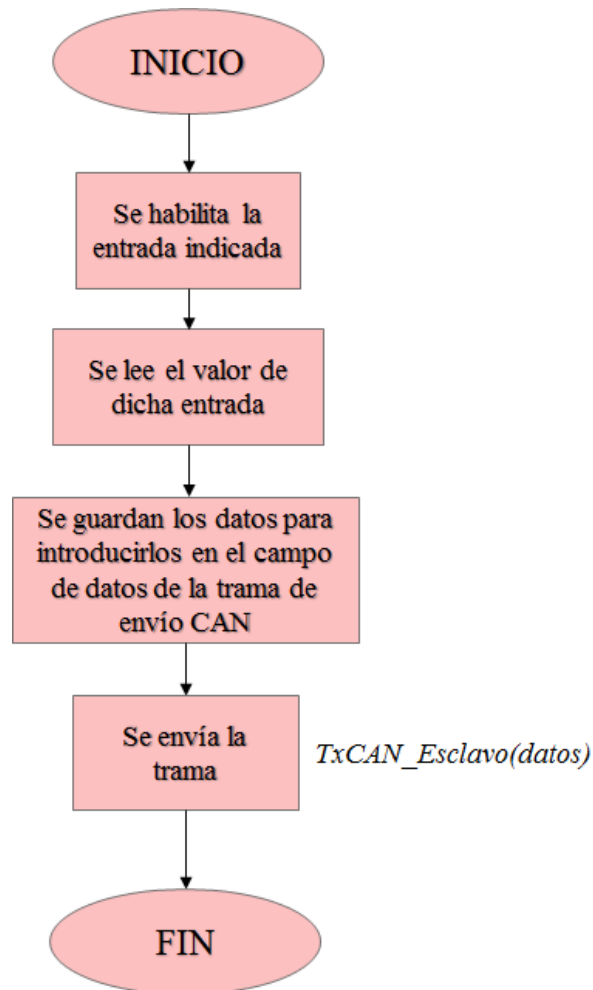 INICIO
Se habilita la
entrada indicada
Se lee el valor de
dicha entrada
Se guardan los datos para
introducirlos en el campo
de datos de la trama de
envío CAN
Se envía la
trama
TxCAN_Esclavo(datos)
FIN